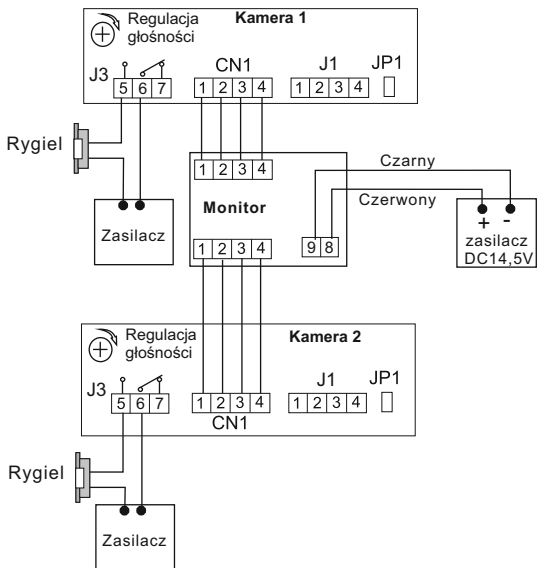 Regulacja
głośności
Kamera 1
J3
CN1
J1
JP1
5 6 7
1 2 3 4
1 2 3 4
Rygiel
Zasilacz
1 2 3 4
Monitor
9 8
1 2 3 4
Czarny
Czerwony
+ -
zasilacz
DC14,5V
Regulacja
głośności
Kamera 2
J3
J1
JP1
5 6 7
1 2 3 4
1 2 3 4
CN1
Rygiel
Zasilacz